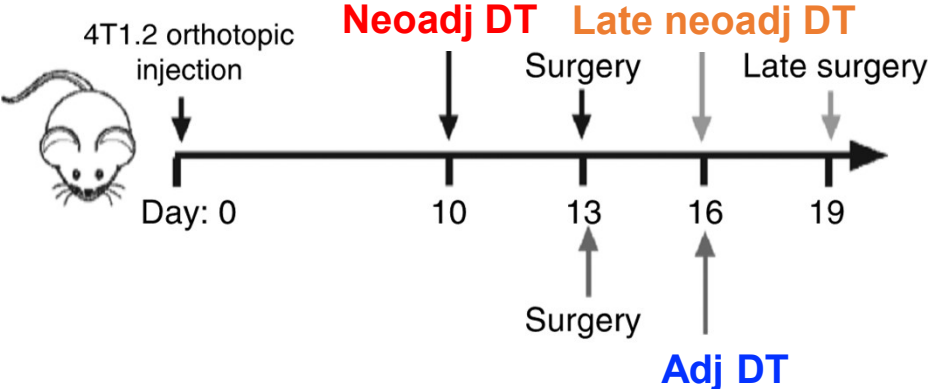 Neoadj DT
Late neoadj DT
4T1.2 orthotopic
injection
Surgery
Late surgery
Day: 0
10
13
16
19
Surgery
Adj DT